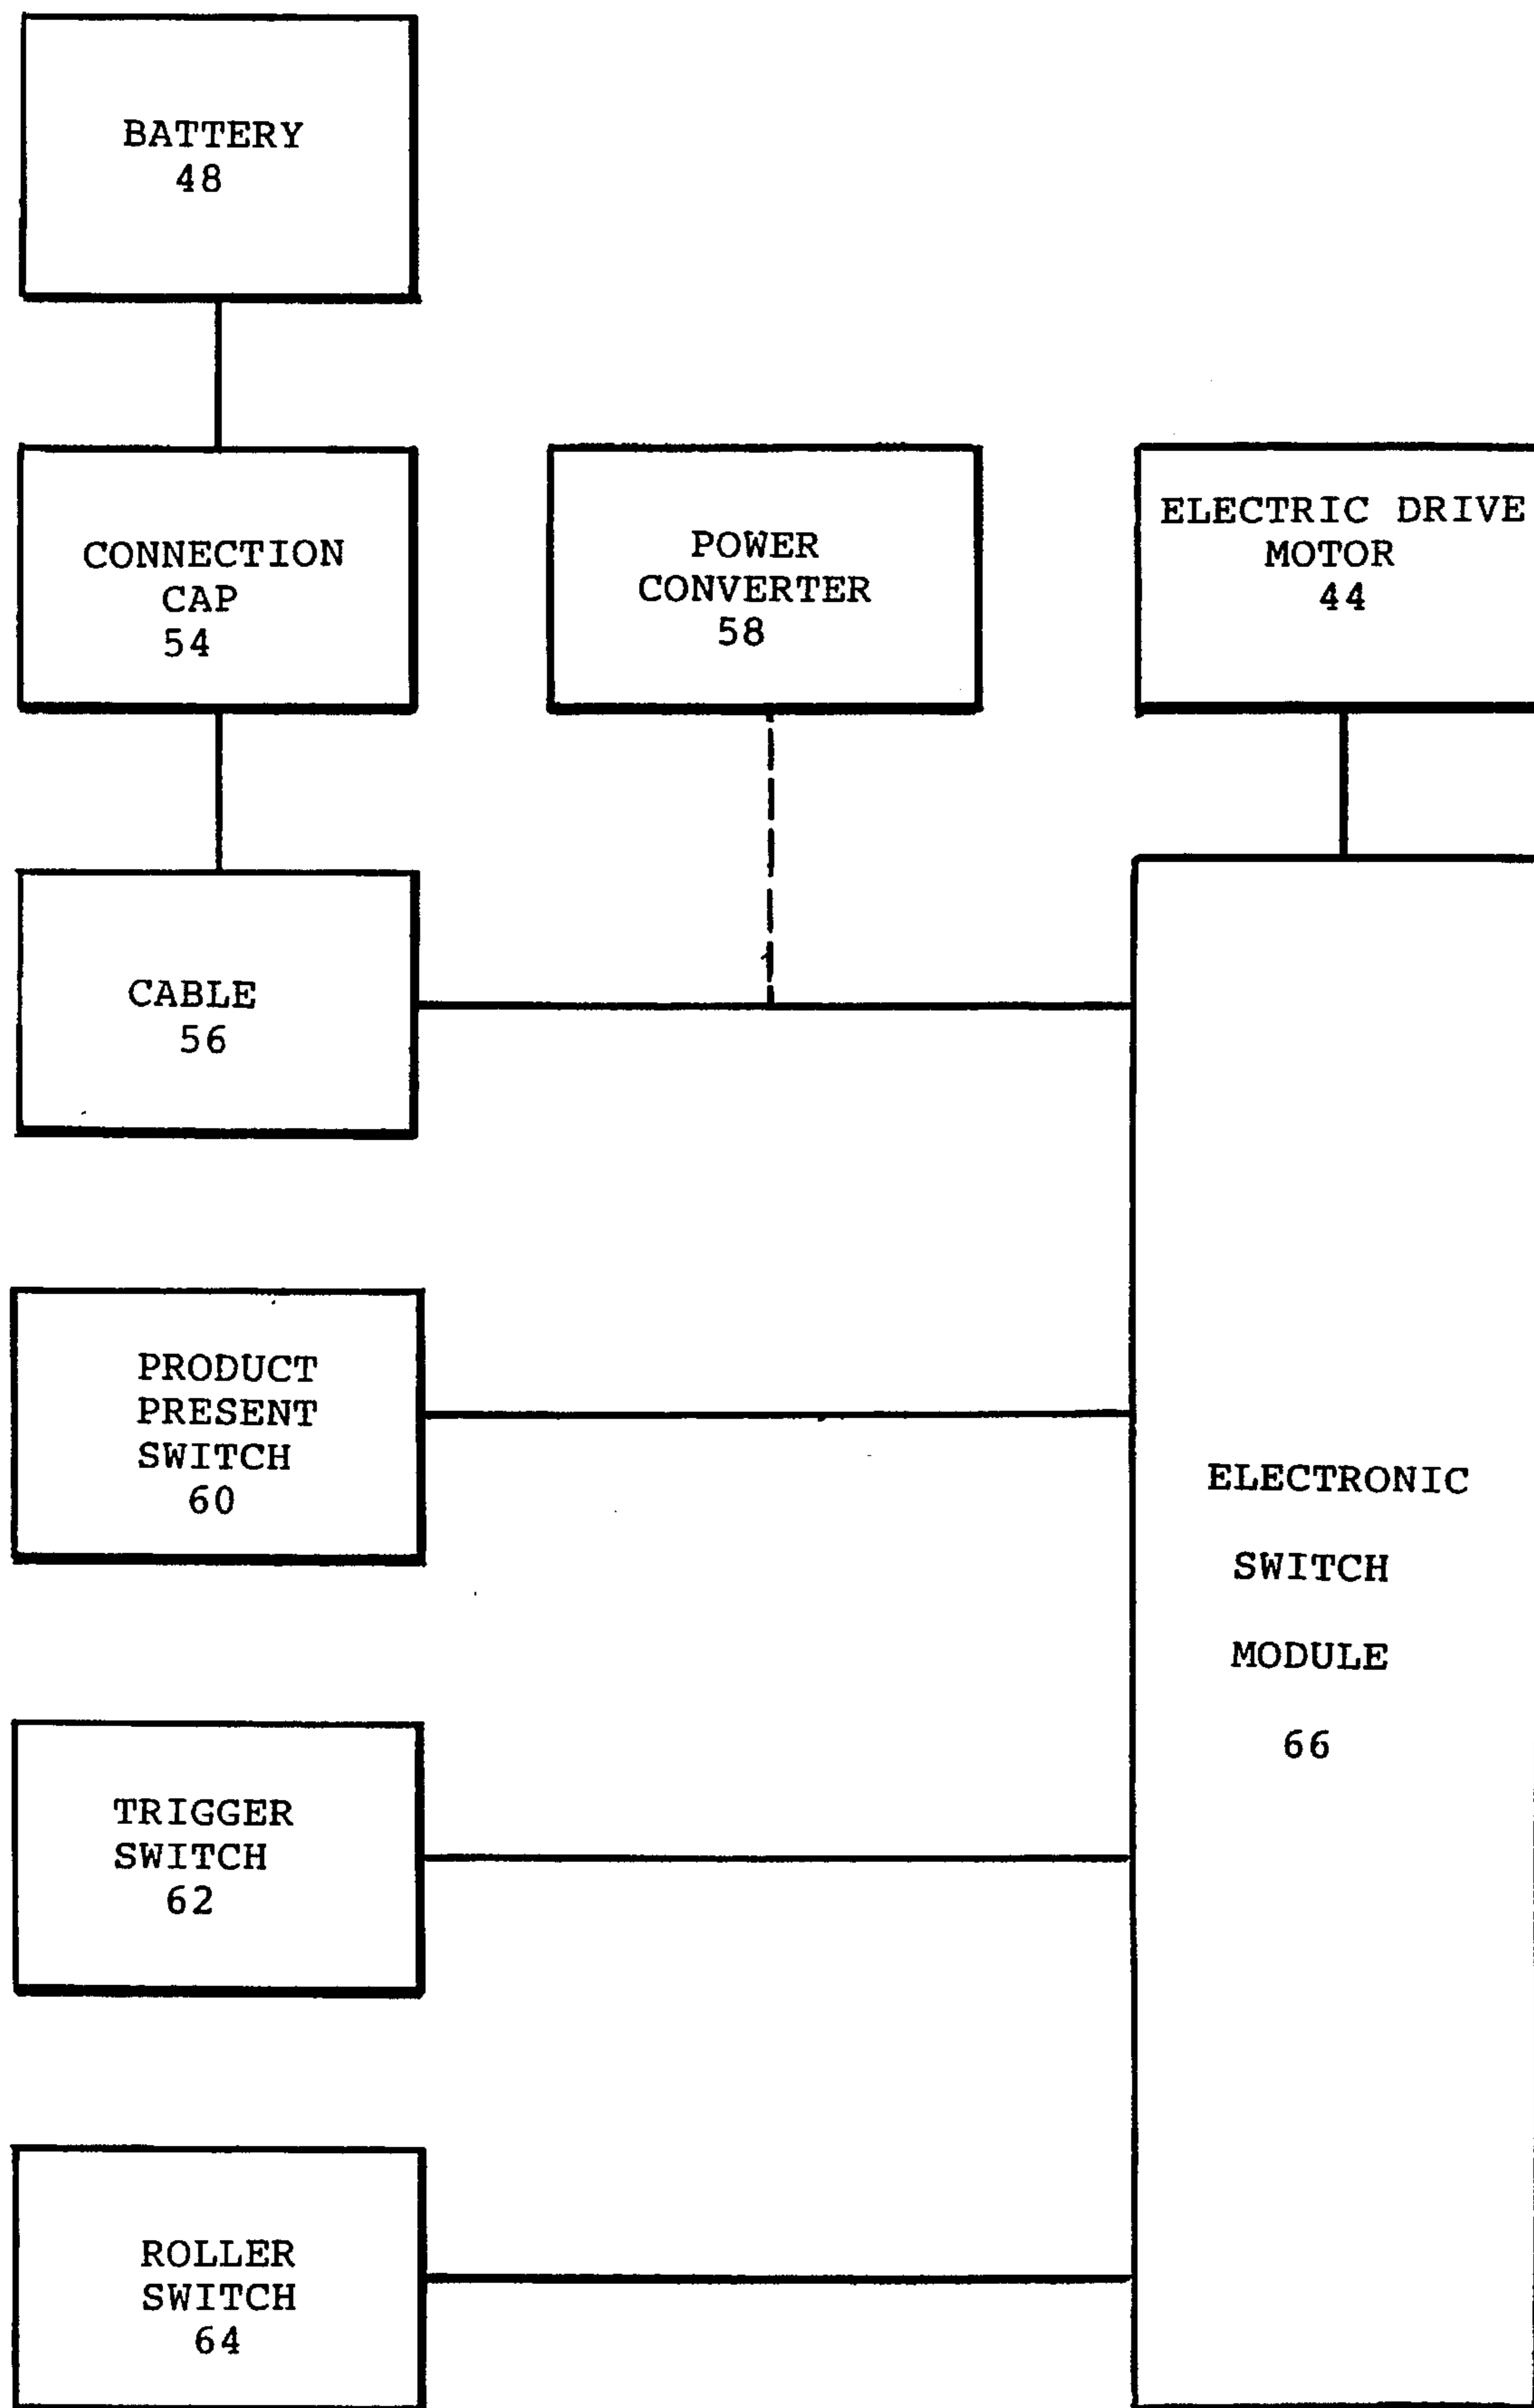 BATTERY
48
CONNECTION
CAP
54
POWER
CONVERTER
58
ELECTRIC DRIVE
MOTOR
44
CABLE
56
PRODUCT
PRESENT
SWITCH
60
ELECTRONIC
SWITCH
MODULE
66
TRIGGER
SWITCH
62
ROLLER
SWITCH
64